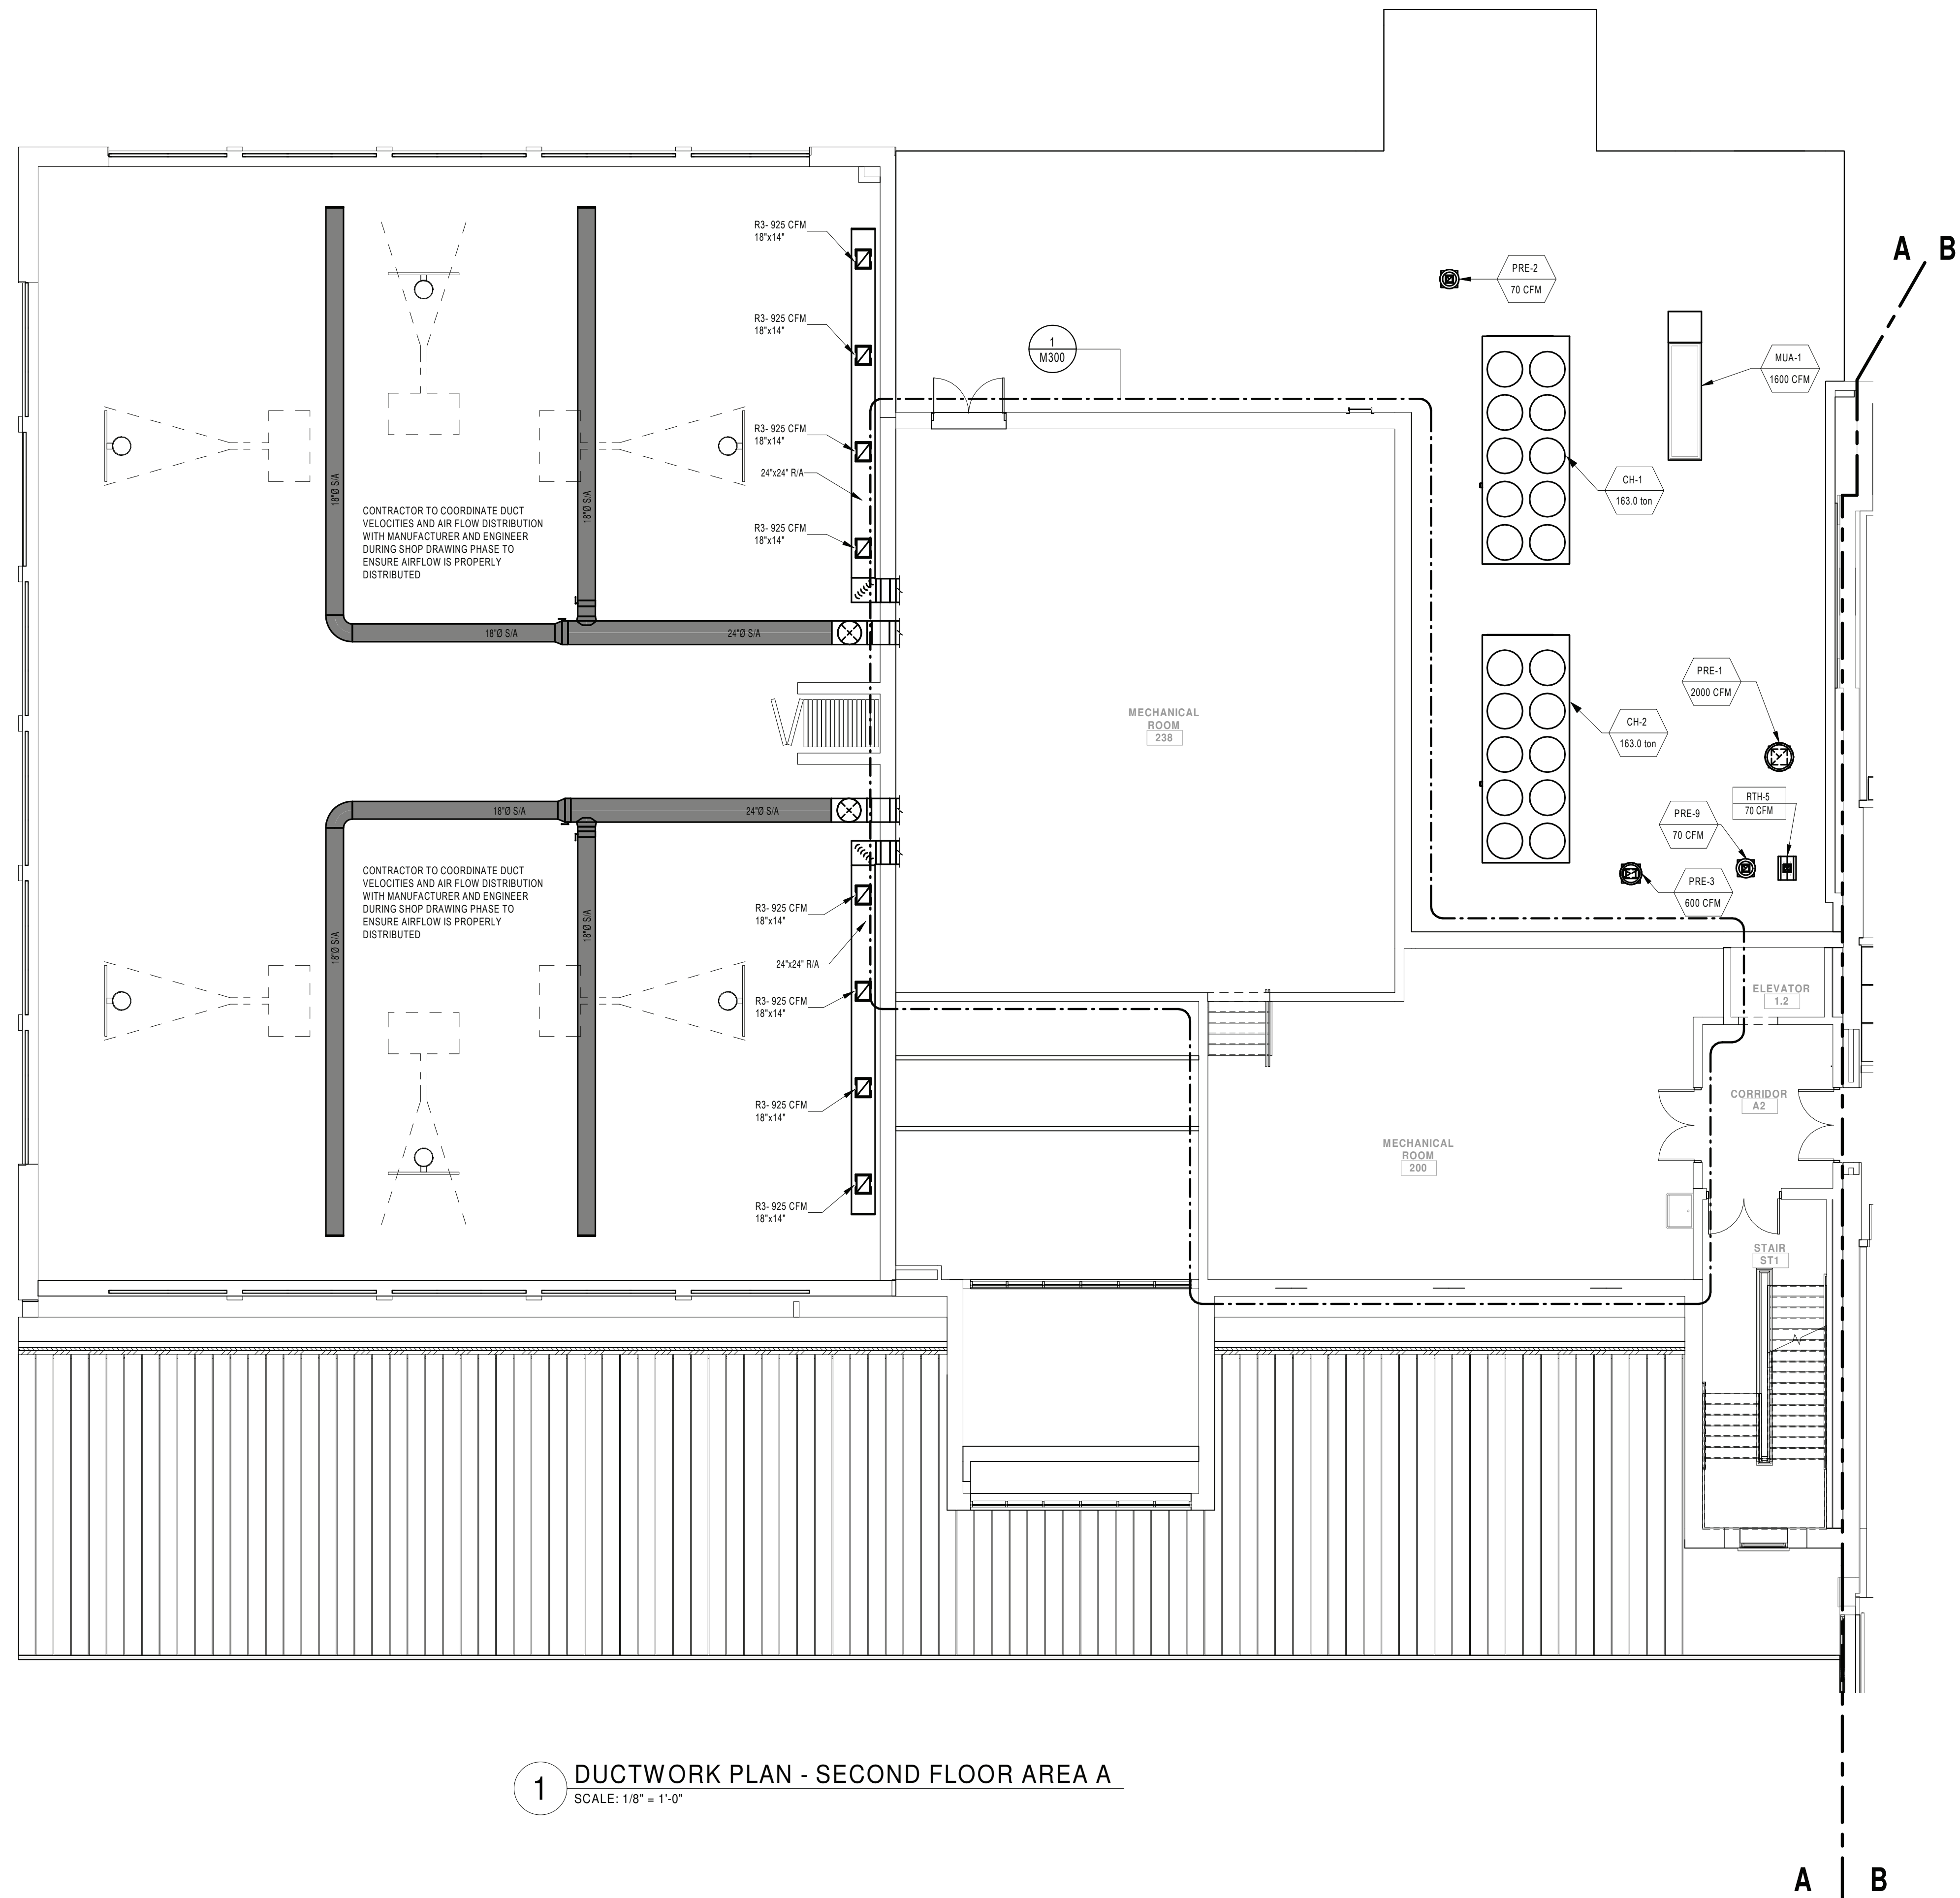 A B
R3- 925 CFM
18"x14"
PRE-2
70 CFM
R3- 925 CFM
18"x14"
1
M300
MUA-1
1600 CFM
R3- 925 CFM
18"x14"
24"x24" R/A
CH-1
163.0 ton
18"Ø S/A
18"Ø S/A
CONTRACTOR TO COORDINATE DUCT
VELOCITIES AND AIR FLOW DISTRIBUTION
WITH MANUFACTURER AND ENGINEER
DURING SHOP DRAWING PHASE TO
ENSURE AIRFLOW IS PROPERLY
DISTRIBUTED
R3- 925 CFM
18"x14"
18"Ø S/A
24"Ø S/A
PRE-1
2000 CFM
MECHANICAL
ROOM
238
CH-2
163.0 ton
18"Ø S/A
24"Ø S/A
RTH-5
70 CFM
PRE-9
70 CFM
PRE-3
600 CFM
CONTRACTOR TO COORDINATE DUCT
VELOCITIES AND AIR FLOW DISTRIBUTION
WITH MANUFACTURER AND ENGINEER
DURING SHOP DRAWING PHASE TO
ENSURE AIRFLOW IS PROPERLY
DISTRIBUTED
18"Ø S/A
18"Ø S/A
R3- 925 CFM
18"x14"
24"x24" R/A
R3- 925 CFM
18"x14"
ELEVATOR
1.2
R3- 925 CFM
18"x14"
CORRIDOR
A2
MECHANICAL
ROOM
200
R3- 925 CFM
18"x14"
STAIR
ST1
1
DUCTWORK PLAN - SECOND FLOOR AREA A
SCALE: 1/8" = 1'-0"
A B